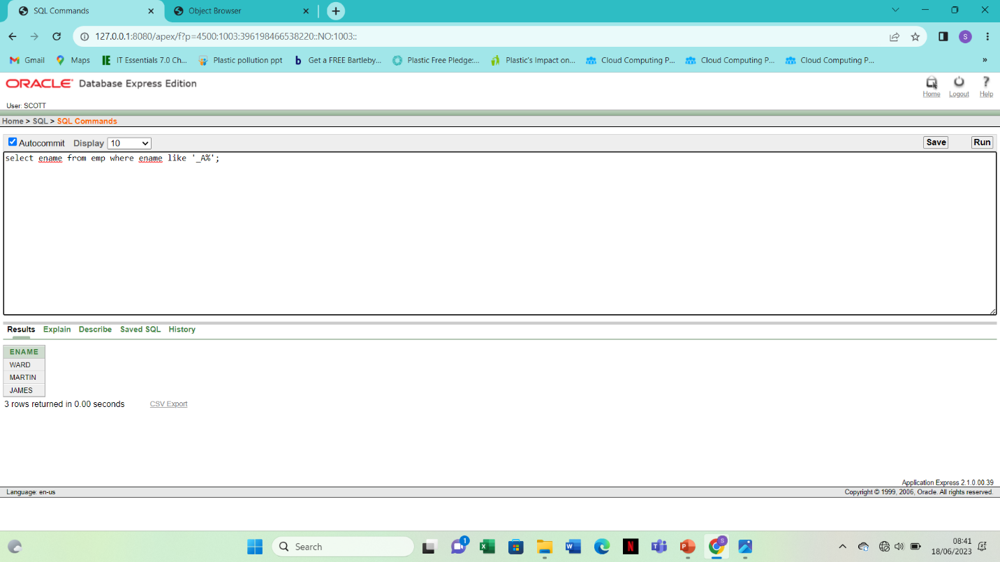 SQL Commands
Object Browser
127.0.0.1:8080/apex/f?p=4500:1003:396198466538220::NO:1003::
S
Gmail
Maps
IE IT Essentials 7.0 Ch...
Plastic pollution ppt
b Get a FREE Bartleby...
Plastic Free Pledge:...
Plastic's Impact on...
Cloud Computing P...
Cloud Computing P...
Cloud Computing P...
»
ORACLE Database Express Edition
Home Logout Help
User: SCOTT
Home > SQL > SQL Commands
Autocommit Display 10 Save Run
select ename from emp where ename like '_A%';
Results Explain Describe Saved SQL History
ENAME
WARD
MARTIN
JAMES
3 rows returned in 0.00 seconds CSV Export
Application Express 2.1.0.00.39
Language: en-us Copyright © 1999, 2006, Oracle. All rights reserved.
Search
1
N
S
08:41
18/06/2023